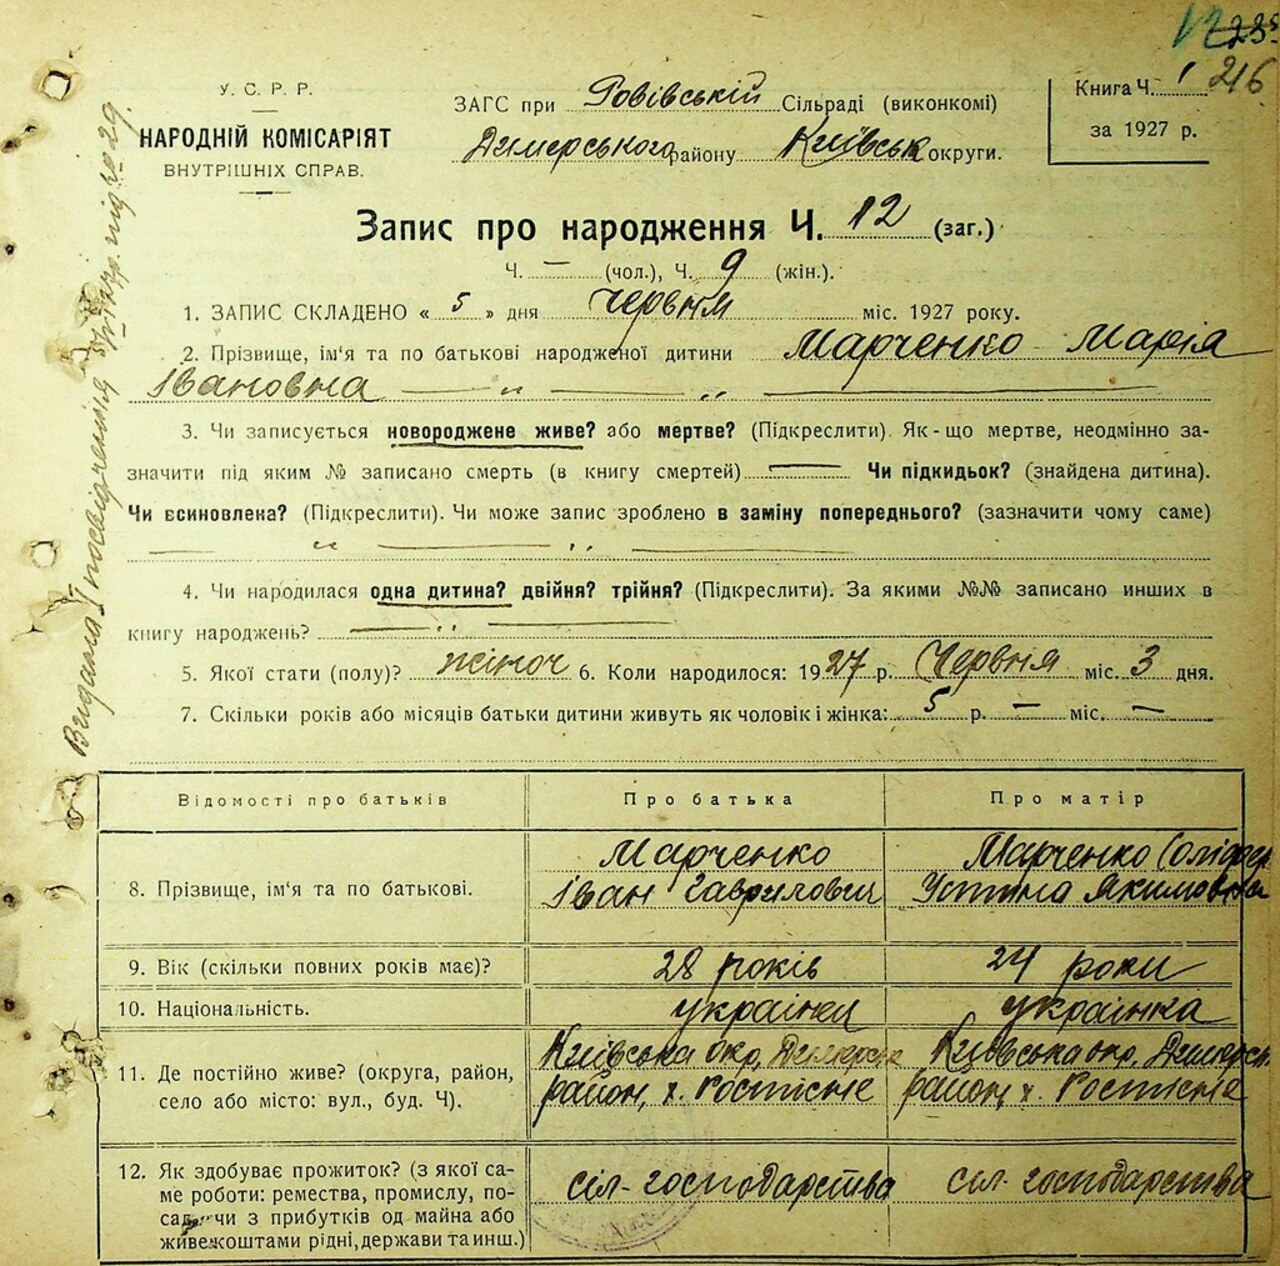 216
У. С. Р. Р.
НАРОДНІЙ КОМІСАРІЯТ
ВНУТРІШНІХ СПРАВ.
ЗАГС при Ровівській Сільраді (виконкомі)
Димерського району Київськ округи.
Книга Ч. 1
за 1927 р.
Запис про народження Ч. 12 (заг.)
Ч. — (чол.), Ч. 9 (жін.).
1. ЗАПИС СКЛАДЕНО « 5 » дня червня міс. 1927 року.
2. Прізвище, ім'я та по батькові народженої дитини Марченко Марія
Івановна — „ — „ —
3. Чи записується новороджене живе? або мертве? (Підкреслити). Як-що мертве, неодмінно за-
значити під яким № записано смерть (в книгу смертей) — Чи підкидьок? (знайдена дитина).
Чи єсиновлена? (Підкреслити). Чи може запис зроблено в заміну попереднього? (зазначити чому саме)
— „ — „ —
4. Чи народилася одна дитина? двійня? трійня? (Підкреслити). За якими №№ записано инших в
книгу народжень? — „ —
5. Якої стати (полу)? жіноч 6. Коли народилося: 1927 р. Червня міс. 3 дня.
7. Скільки років або місяців батьки дитини живуть як чоловік і жінка: 5 р. — міс. —
Відомості про батьків Про батька Про матір
8. Прізвище, ім'я та по батькові.
Марченко
Іван Гаврилович
Марченко
Устина Якимовна
9. Вік (скільки повних років має)? 28 років 24 роки
10. Національність. українец українка
11. Де постійно живе? (округа, район,
село або місто: вул., буд. Ч).
Київська окр, Димерськ
район, х. Ростісне
Київська окр, Димерськ
район, х. Ростісне
12. Як здобуває прожиток? (з якої са-
ме роботи: ремества, промислу, по-
сади чи з прибутків од майна або
живе коштами рідні, держави та инш.)
сіл-господарства
сіл. господарства
Видана посвідчення